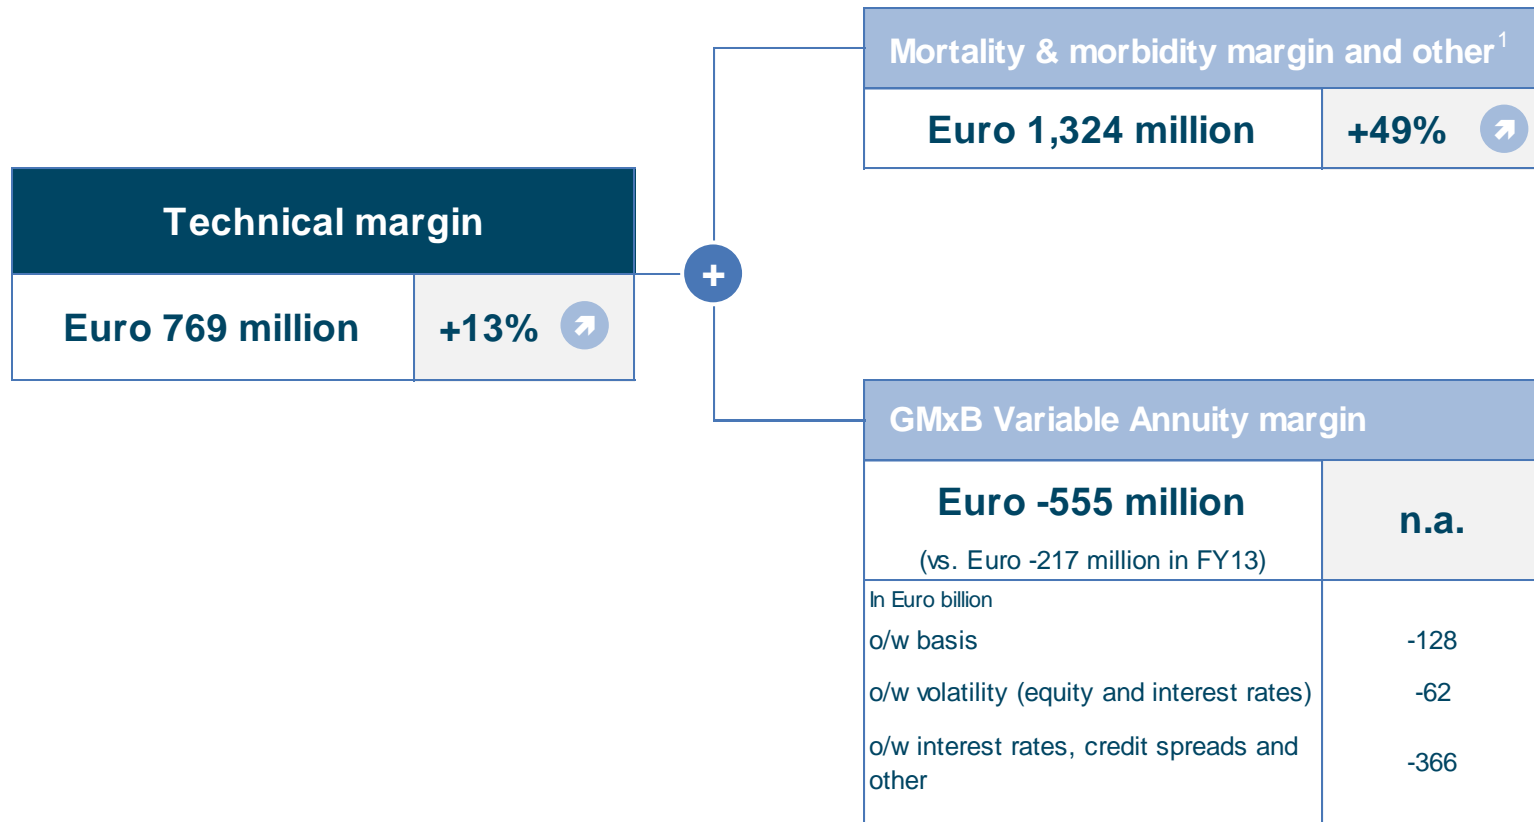 Mortality & morbidity margin and other1
Euro 1,324 million
+49%
Technical margin
Euro 769 million
+13%
+
GMxB Variable Annuity margin
Euro -555 million
(vs. Euro -217 million in FY13)
n.a.
In Euro billion
o/w basis
-128
o/w volatility (equity and interest rates)
-62
o/w interest rates, credit spreads and
other
-366